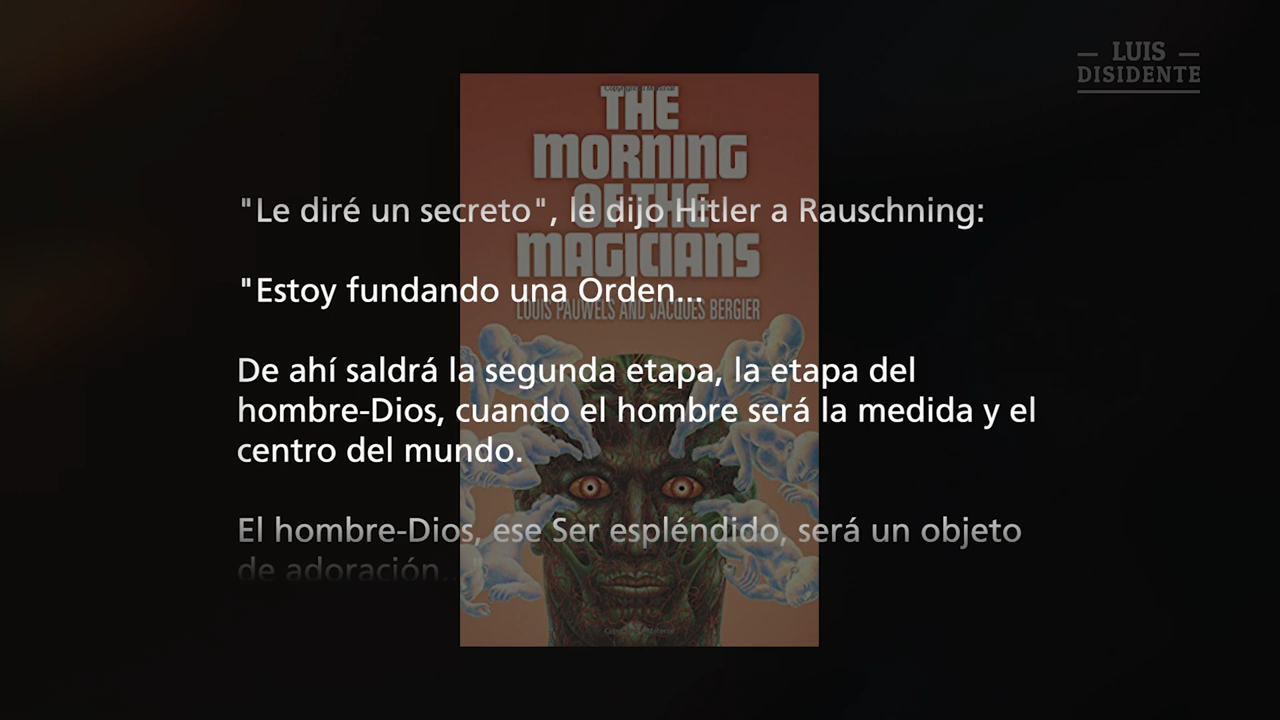 — LUIS —
DISIDENTE
THE
MORNING
OF THE
MAGICIANS
LOUIS PAUWELS AND JACQUES BERGIER
"Le diré un secreto", le dijo Hitler a Rauschning:
"Estoy fundando una Orden...
De ahí saldrá la segunda etapa, la etapa del
hombre-Dios, cuando el hombre será la medida y el
centro del mundo.
El hombre-Dios, ese Ser espléndido, será un objeto
de adoración..